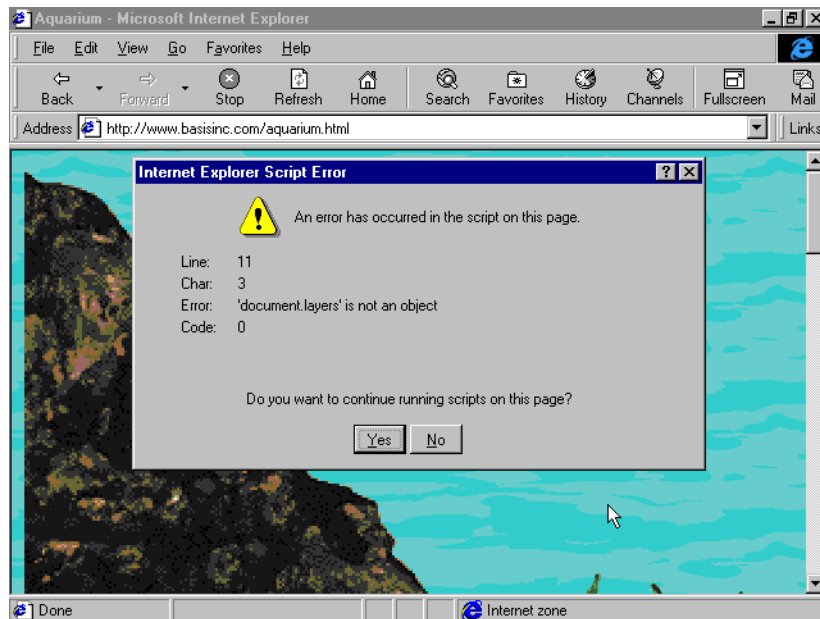 Aquarium - Microsoft Internet Explorer
File Edit View Go Favorites Help
Back Forward Stop Refresh Home Search Favorites History Channels Fullscreen Mail
Address http://www.basisinc.com/aquarium.html Links
Internet Explorer Script Error
An error has occurred in the script on this page.
Line: 11
Char: 3
Error: 'document.layers' is not an object
Code: 0
Do you want to continue running scripts on this page?
Yes No
Done Internet zone